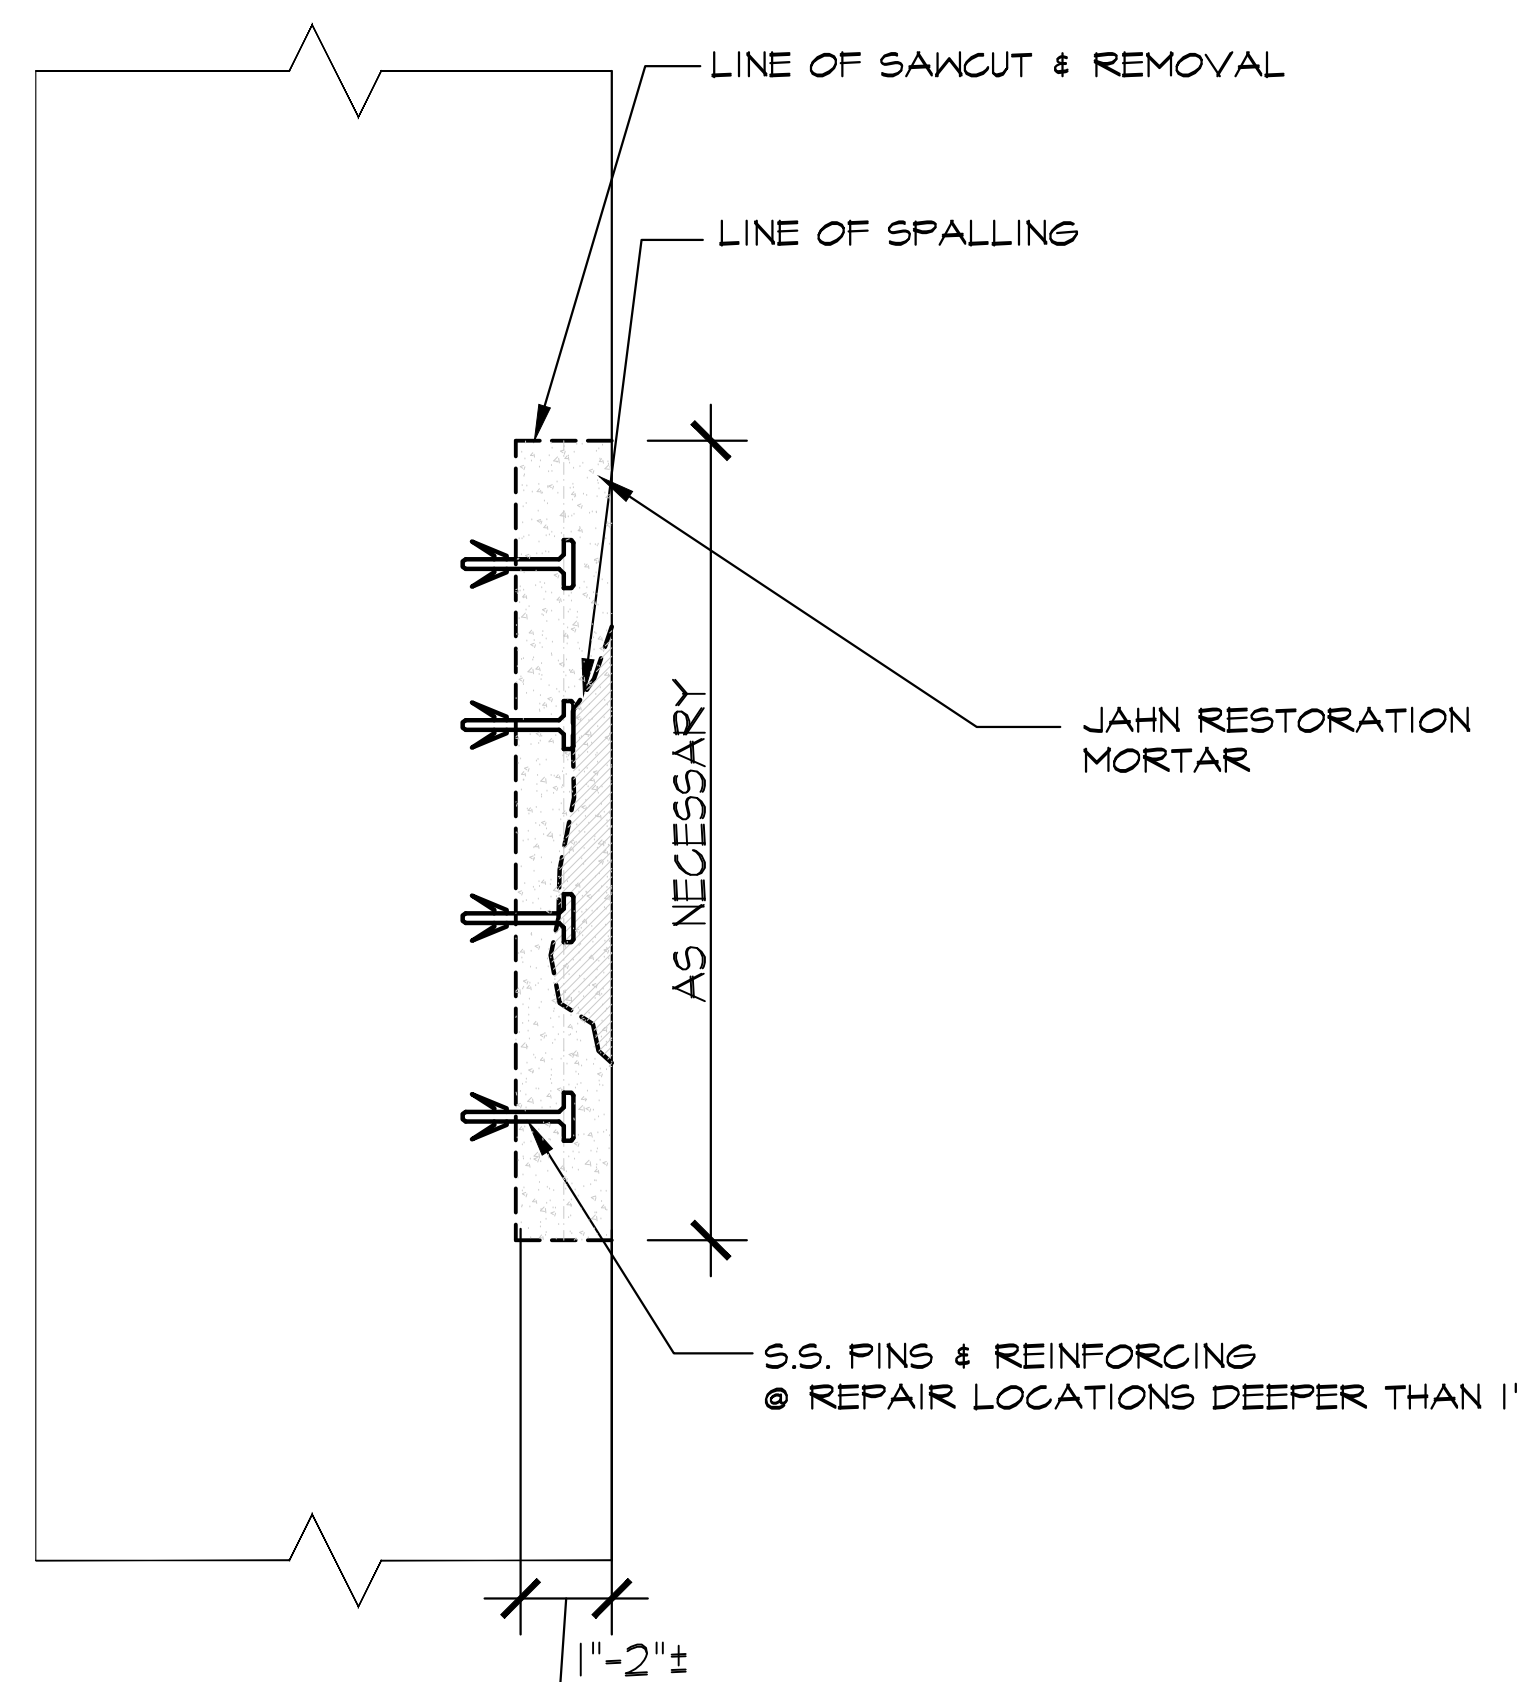 LINE OF SAWCUT & REMOVAL
LINE OF SPALLING
JAHN RESTORATION
MORTAR
AS NECESSARY
S.S. PINS & REINFORCING
@ REPAIR LOCATIONS DEEPER THAN 1'
1"-2"±